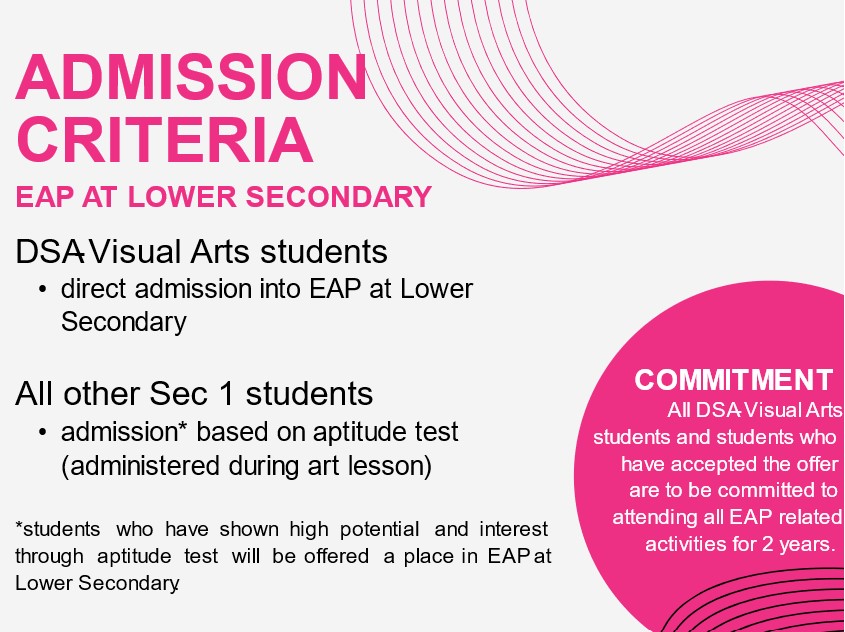 ADMISSION
CRITERIA
EAP AT LOWER SECONDARY
DSA-Visual Arts students
• direct admission into EAP at Lower
Secondary
All other Sec 1 students
• admission* based on aptitude test
(administered during art lesson)
*students who have shown high potential and interest
through aptitude test will be offered a place in EAP at
Lower Secondary.
COMMITMENT
All DSA-Visual Arts
students and students who
have accepted the offer
are to be committed to
attending all EAP related
activities for 2 years.